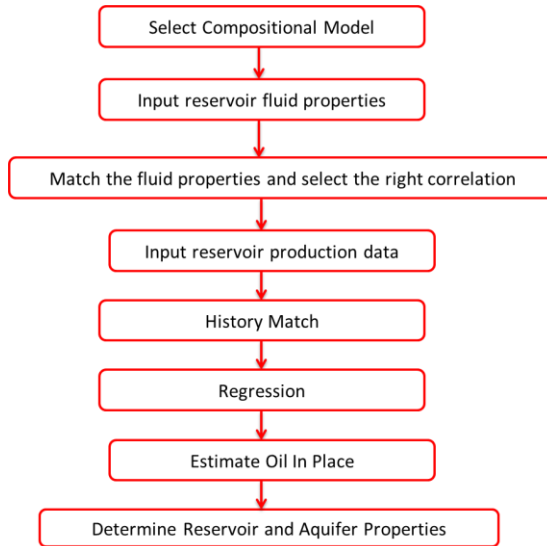 Select Compositional Model
Input reservoir fluid properties
Match the fluid properties and select the right correlation
Input reservoir production data
History Match
Regression
Estimate Oil In Place
Determine Reservoir and Aquifer Properties